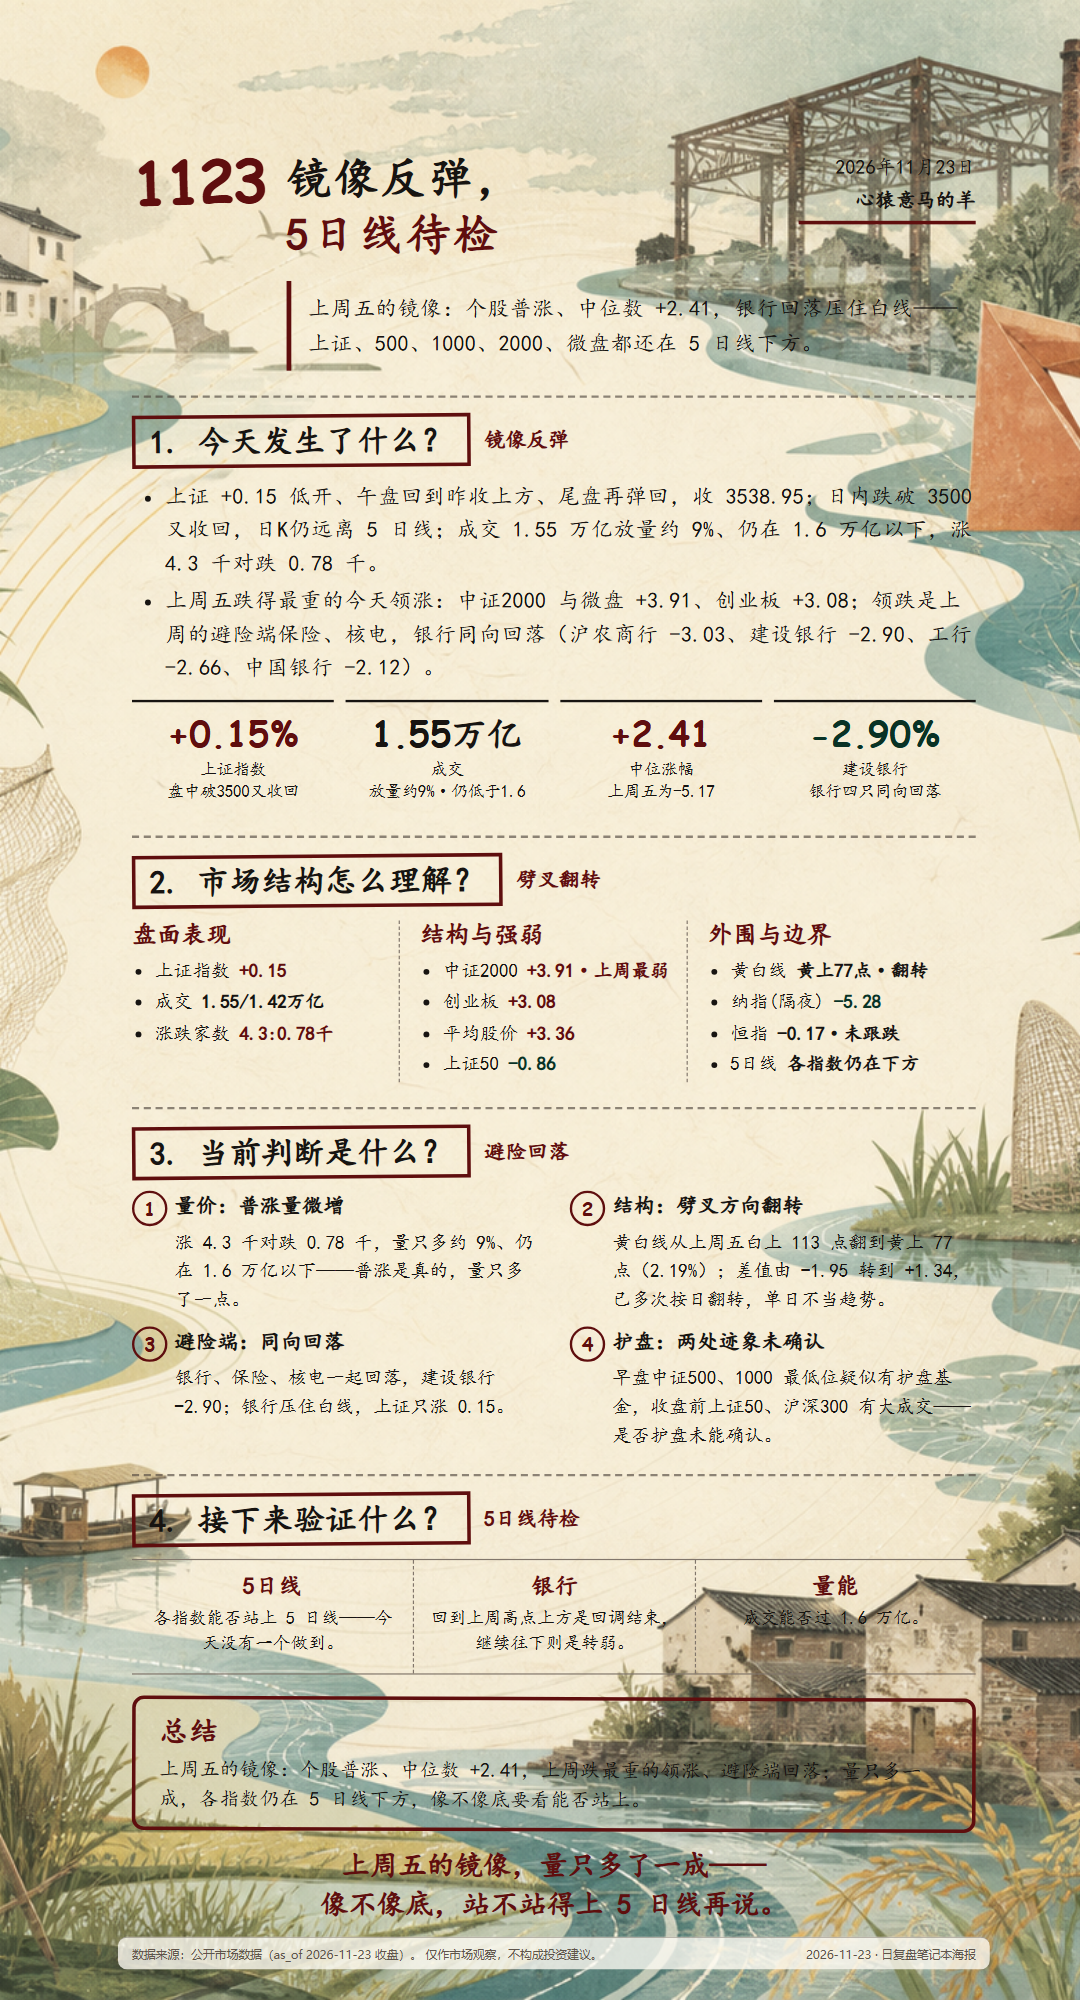 1123 镜像反弹，
5日线待检
2026年11月23日
心猿意马的羊
上周五的镜像：个股普涨、中位数 +2.41，银行回落压住白线——
上证、500、1000、2000、微盘都还在 5 日线下方。
1. 今天发生了什么？ 镜像反弹
• 上证 +0.15 低开、午盘回到昨收上方、尾盘再弹回，收 3538.95；日内跌破 3500
又收回，日K仍远离 5 日线；成交 1.55 万亿放量约 9%、仍在 1.6 万亿以下，涨
4.3 千对跌 0.78 千。
• 上周五跌得最重的今天领涨：中证2000 与微盘 +3.91、创业板 +3.08；领跌是上
周的避险端保险、核电，银行同向回落（沪农商行 −3.03、建设银行 −2.90、工行
−2.66、中国银行 −2.12）。
+0.15%
上证指数
盘中破3500又收回
1.55万亿
成交
放量约9%·仍低于1.6
+2.41
中位涨幅
上周五为−5.17
-2.90%
建设银行
银行四只同向回落
2. 市场结构怎么理解？ 劈叉翻转
盘面表现
• 上证指数 +0.15
• 成交 1.55/1.42万亿
• 涨跌家数 4.3:0.78千
结构与强弱
• 中证2000 +3.91·上周最弱
• 创业板 +3.08
• 平均股价 +3.36
• 上证50 −0.86
外围与边界
• 黄白线 黄上77点·翻转
• 纳指(隔夜) −5.28
• 恒指 −0.17·未跟跌
• 5日线 各指数仍在下方
3. 当前判断是什么？ 避险回落
1 量价：普涨量微增
涨 4.3 千对跌 0.78 千，量只多约 9%、仍
在 1.6 万亿以下——普涨是真的，量只多
了一点。
2 结构：劈叉方向翻转
黄白线从上周五白上 113 点翻到黄上 77
点（2.19%）；差值由 −1.95 转到 +1.34，
已多次按日翻转，单日不当趋势。
3 避险端：同向回落
银行、保险、核电一起回落，建设银行
−2.90；银行压住白线，上证只涨 0.15。
4 护盘：两处迹象未确认
早盘中证500、1000 最低位疑似有护盘基
金，收盘前上证50、沪深300 有大成交——
是否护盘未能确认。
4. 接下来验证什么？ 5日线待检
5日线
各指数能否站上 5 日线——今
天没有一个做到。
银行
回到上周高点上方是回调结束，
继续往下则是转弱。
量能
成交能否过 1.6 万亿。
总结
上周五的镜像：个股普涨、中位数 +2.41，上周跌最重的领涨、避险端回落；量只多一
成，各指数仍在 5 日线下方，像不像底要看能否站上。
上周五的镜像，量只多了一成——
像不像底，站不站得上 5 日线再说。
数据来源：公开市场数据（as_of 2026-11-23 收盘）。仅作市场观察，不构成投资建议。
2026-11-23 · 日复盘笔记本海报